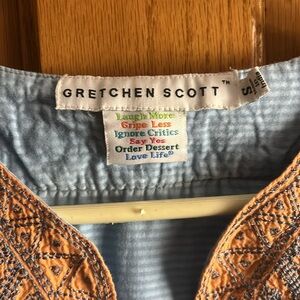 GRETCHEN SCOTT™
S
Laugh More
Gripe Less
Ignore Critics
Say Yes
Order Dessert
Love Life®